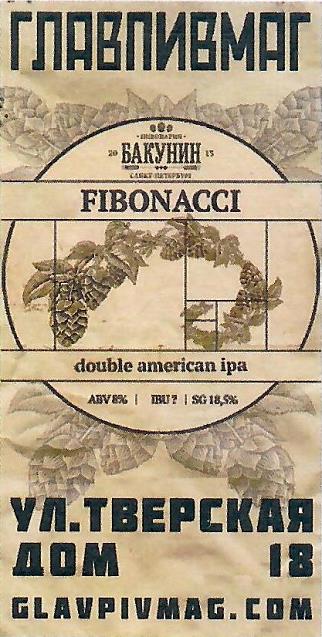 ГЛАВПИВМАГ
ПИВОВАРНЯ
20 БАКУНИН 13
САНКТ-ПЕТЕРБУРГ
FIBONACCI
double american ipa
ABV 8% | IBU ? | SG 18,5%
УЛ.ТВЕРСКАЯ
ДОМ 18
GLAVPIVMAG.COM